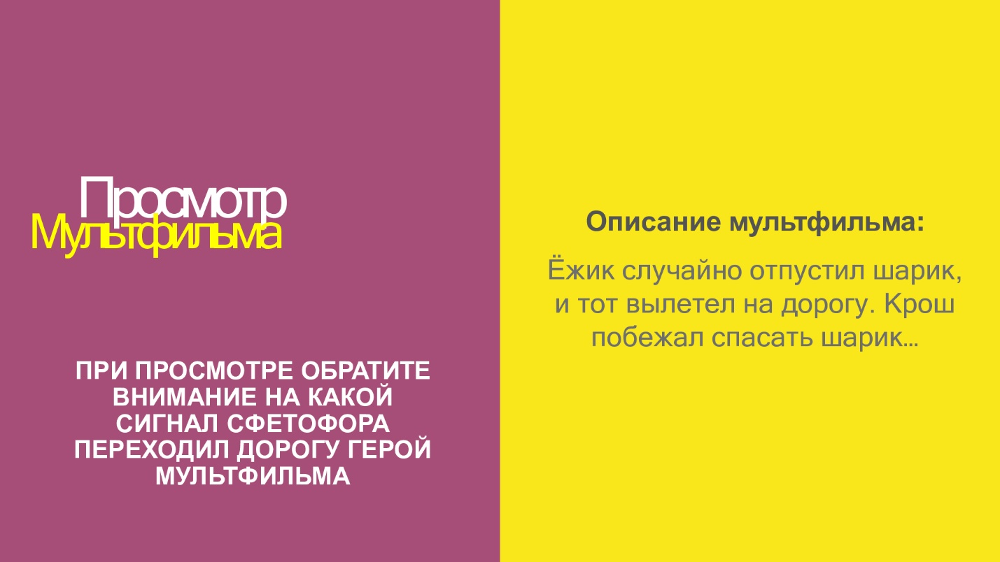 Просмотр
Мультфильма
ПРИ ПРОСМОТРЕ ОБРАТИТЕ
ВНИМАНИЕ НА КАКОЙ
СИГНАЛ СФЕТОФОРА
ПЕРЕХОДИЛ ДОРОГУ ГЕРОЙ
МУЛЬТФИЛЬМА
Описание мультфильма:
Ёжик случайно отпустил шарик,
и тот вылетел на дорогу. Крош
побежал спасать шарик...